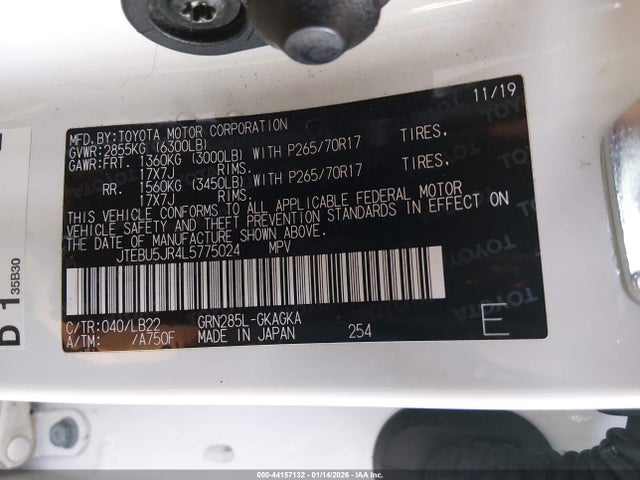 11/19
MFD.BY:TOYOTA MOTOR CORPORATION
GVWR:2855KG (6300LB)
GAWR:FRT. 1360KG (3000LB) WITH P265/70R17 TIRES.
17X7J RIMS.
RR. 1560KG (3450LB) WITH P265/70R17 TIRES.
17X7J RIMS.
THIS VEHICLE CONFORMS TO ALL APPLICABLE FEDERAL MOTOR
VEHICLE SAFETY AND THEFT PREVENTION STANDARDS IN EFFECT ON
THE DATE OF MANUFACTURE SHOWN ABOVE.
JTEBU5JR4L5775024 MPV
C/TR:040/LB22 GRN285L-GKAGKA
A/TM: /A750F MADE IN JAPAN 254
E
TOYOTA
35B30
000-44157132 - 01/14/2026 - IAA Inc.